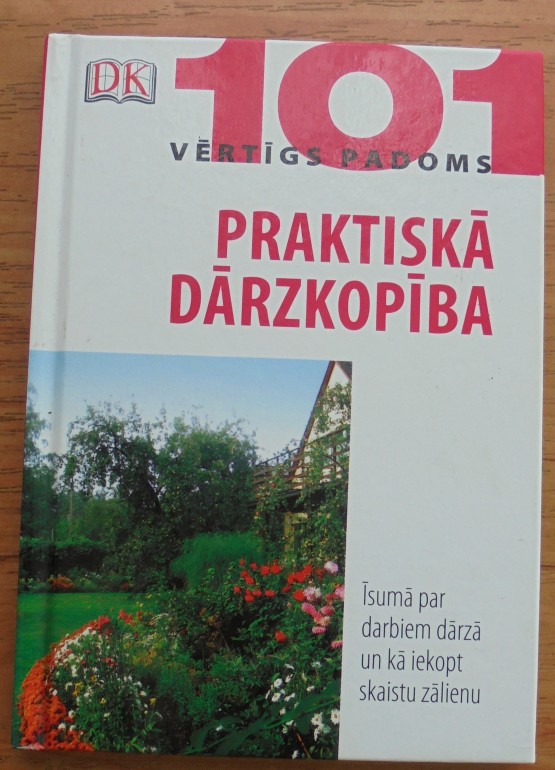 DK
101
VĒRTĪGS PADOMS
PRAKTISKĀ
DĀRZKOPĪBA
Īsumā par
darbiem dārzā
un kā iekopt
skaistu zālienu